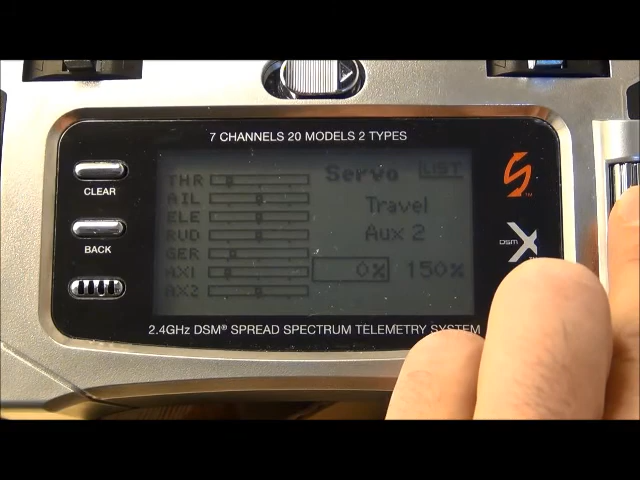 7 CHANNELS 20 MODELS 2 TYPES
CLEAR
BACK
THR
AIL
ELE
RUD
GER
AX1
AX2
Servo LIST
Travel
Aux 2
0% 150%
DSM X
2.4GHz DSM® SPREAD SPECTRUM TELEMETRY SYSTEM